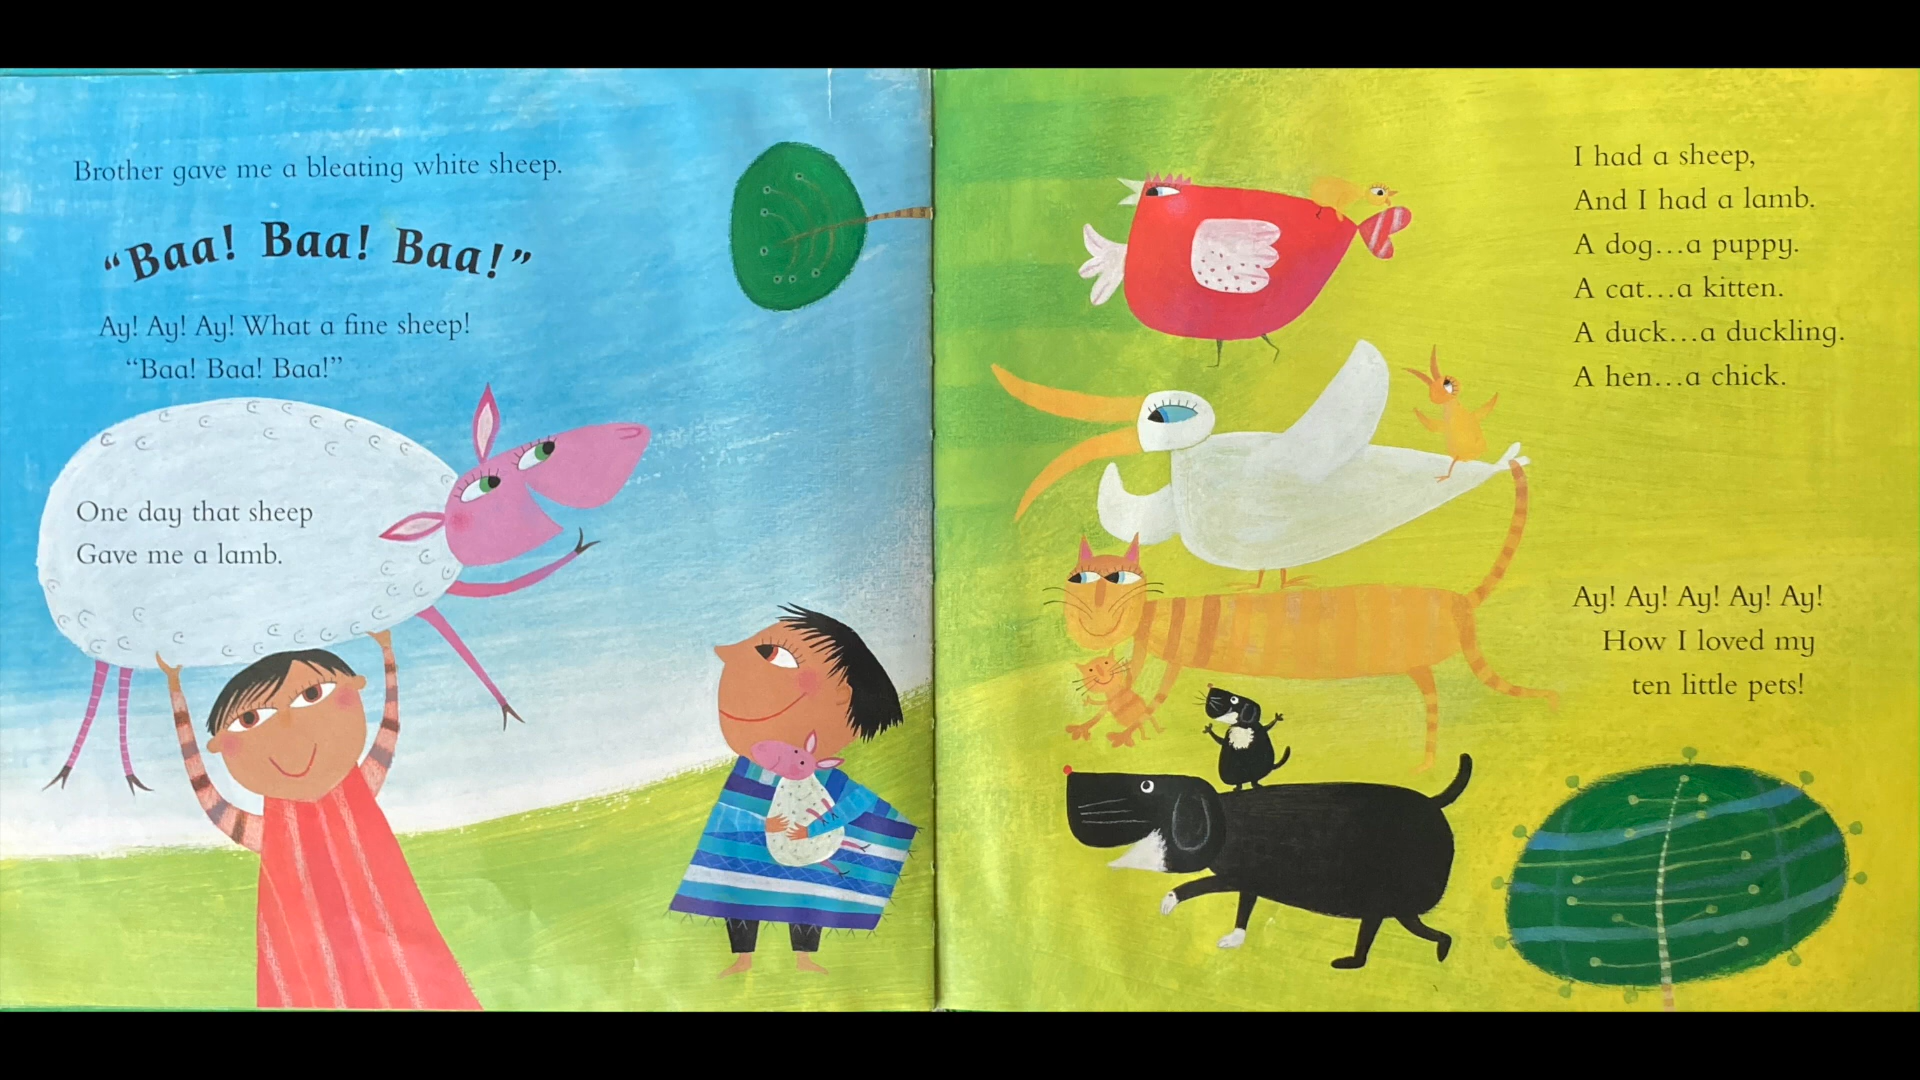 Brother gave me a bleating white sheep.
“Baa! Baa! Baa!”
Ay! Ay! Ay! What a fine sheep!
“Baa! Baa! Baa!”
One day that sheep
Gave me a lamb.
I had a sheep,
And I had a lamb.
A dog...a puppy.
A cat...a kitten.
A duck...a duckling.
A hen...a chick.
Ay! Ay! Ay! Ay! Ay!
How I loved my
ten little pets!